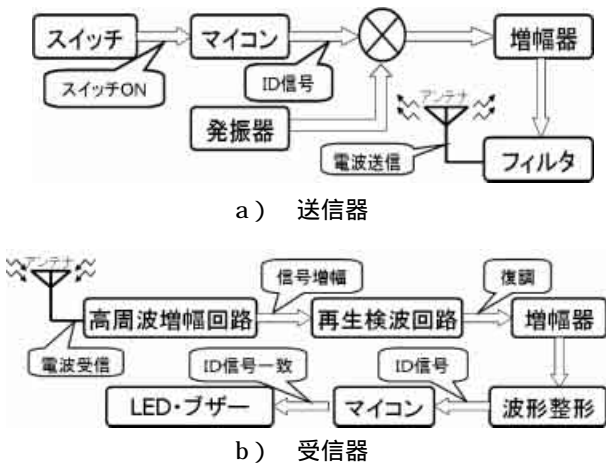 スイッチ
マイコン
増幅器
スイッチON
ID信号
発振器
アンテナ
電波送信
フィルタ
a) 送信器
アンテナ
信号増幅
復調
高周波増幅回路
再生検波回路
増幅器
電波受信
ID信号一致
ID信号
LED・ブザー
マイコン
波形整形
b) 受信器